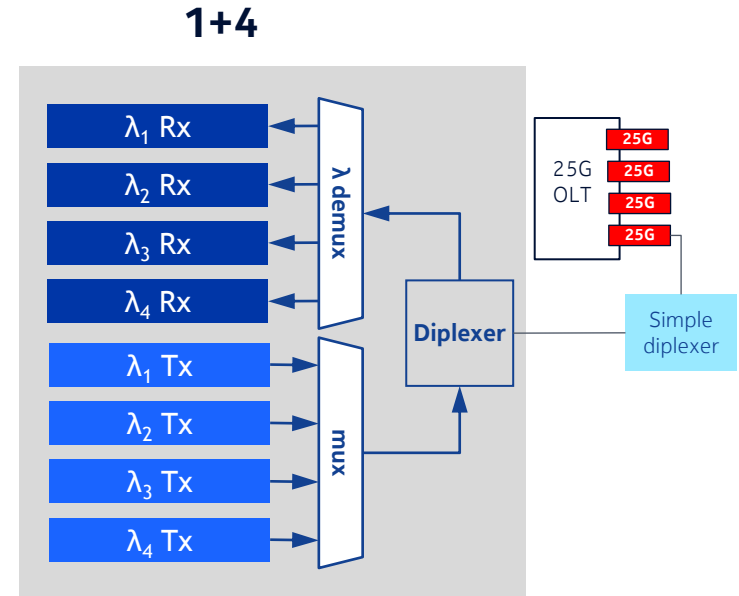 1+4
λ₁ Rx
λ₂ Rx
λ₃ Rx
λ₄ Rx
λ demux
λ₁ Tx
λ₂ Tx
λ₃ Tx
λ₄ Tx
mux
Diplexer
25G
OLT
25G
25G
25G
25G
Simple
diplexer